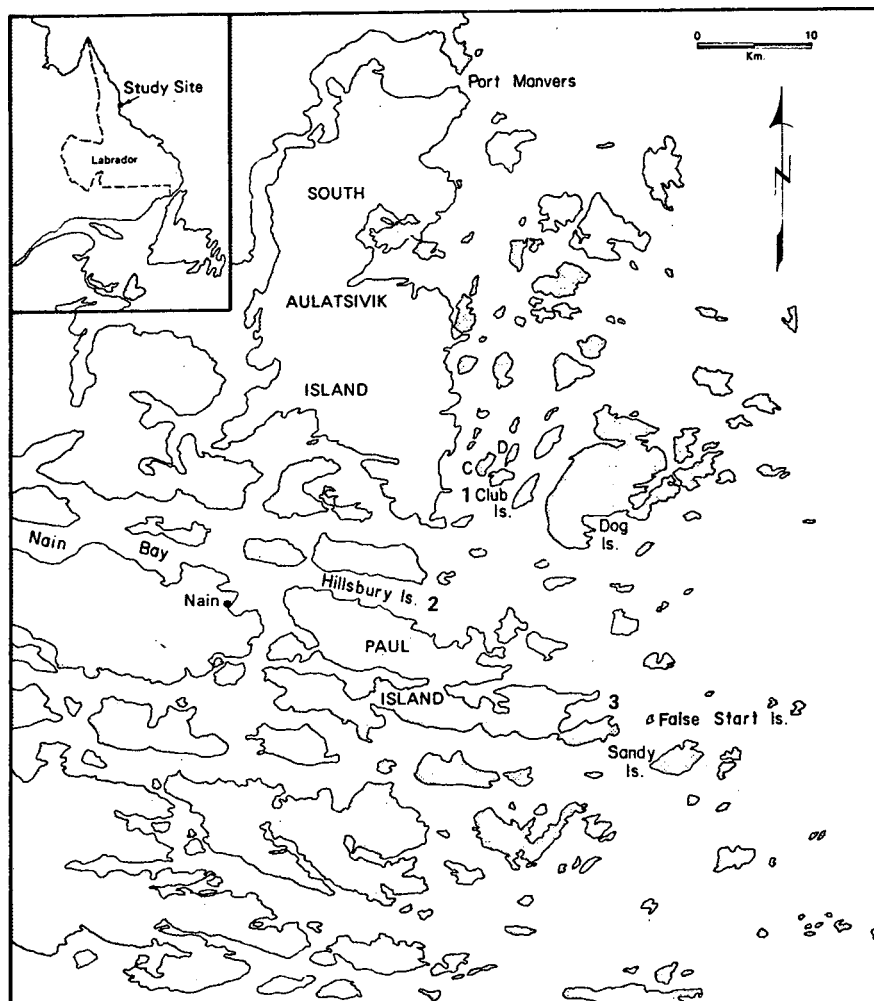 Study Site
Labrador
0 10
Km.
Port Manvers
SOUTH
AULATSIVIK
ISLAND
C D
1 Club
Is.
Dog
Is.
Nain Bay
Nain
Hillsbury Is. 2
PAUL
ISLAND
3
False Start Is.
Sandy
Is.
N